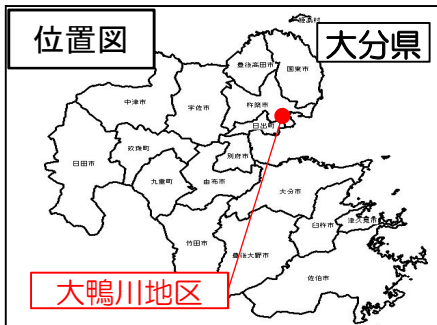 位置図
大分県
姫島村
豊後高田市
国東市
中津市
宇佐市
杵築市
日出町
日田市
玖珠町
別府市
九重町
由布市
大分市
臼杵市
津久見市
竹田市
豊後大野市
佐伯市
大鴨川地区